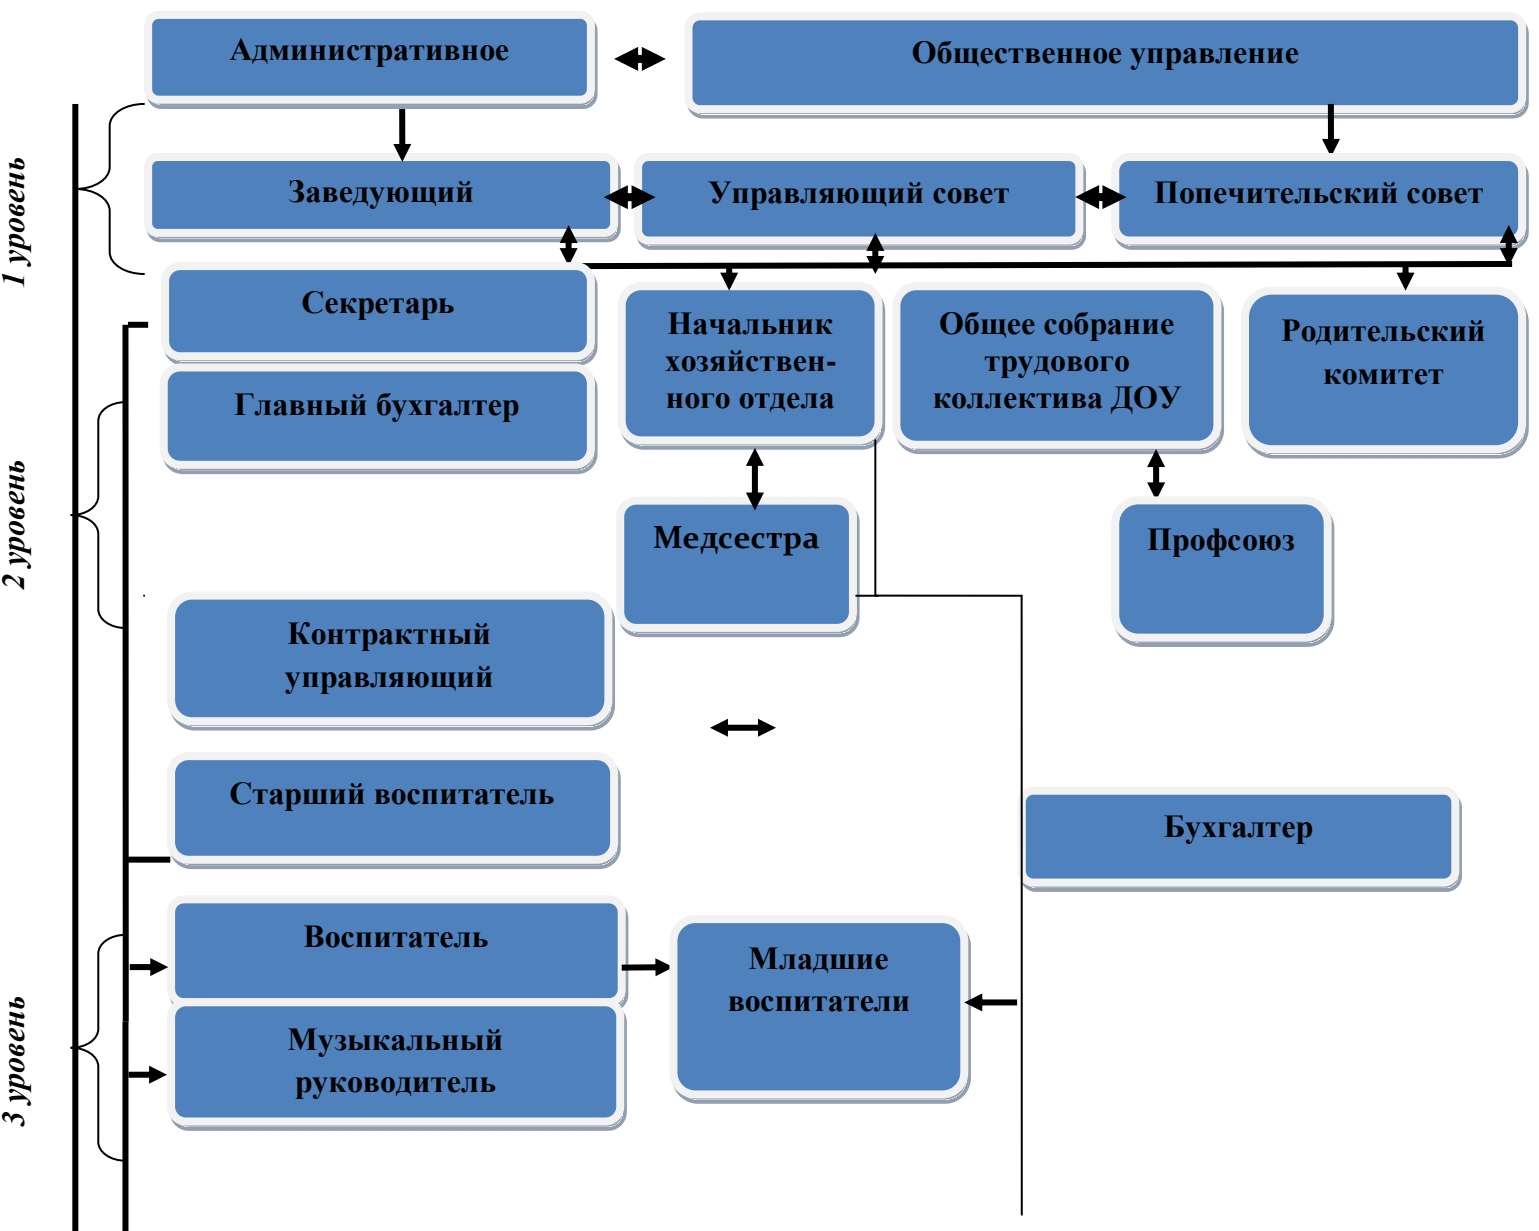 Административное
Общественное управление
1 уровень
Заведующий
Управляющий совет
Попечительский совет
Секретарь
Главный бухгалтер
Начальник
хозяйствен-
ного отдела
Общее собрание
трудового
коллектива ДОУ
Родительский
комитет
2 уровень
Медсестра
Профсоюз
Контрактный
управляющий
Старший воспитатель
Бухгалтер
3 уровень
Воспитатель
Младшие
воспитатели
Музыкальный
руководитель